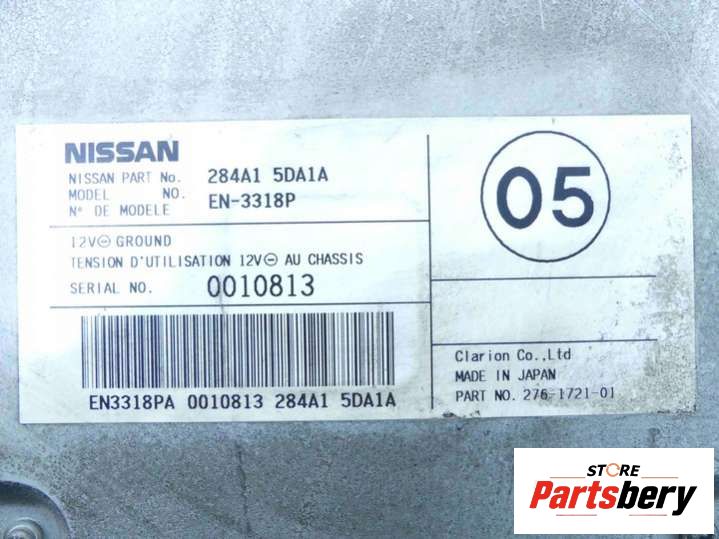 NISSAN
NISSAN PART No. 284A1 5DA1A
MODEL NO. EN-3318P
N° DE MODELE
12V⊖ GROUND
TENSION D'UTILISATION 12V⊖ AU CHASSIS
SERIAL NO. 0010813
EN3318PA 0010813 284A1 5DA1A
05
Clarion Co.,Ltd
MADE IN JAPAN
PART NO. 276-1721-01
STORE
Partsbery